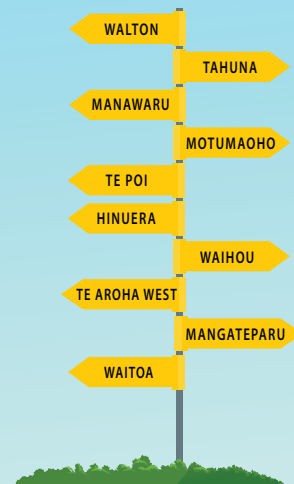 WALTON
TAHUNA
MANAWARU
MOTUMAOHO
TE POI
HINUERA
WAIHOU
TE AROHA WEST
MANGATEPARU
WAITOA